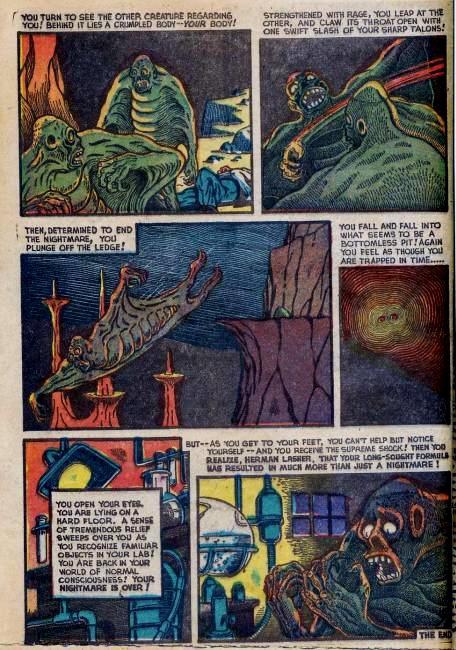 YOU TURN TO SEE THE OTHER CREATURE REGARDING
YOU! BEHIND IT LIES A CRUMPLED BODY--YOUR BODY!
STRENGTHENED WITH RAGE, YOU LEAP AT THE
OTHER, AND CLAW ITS THROAT OPEN WITH
ONE SWIFT SLASH OF YOUR SHARP TALONS!
THEN, DETERMINED TO END
THE NIGHTMARE, YOU
PLUNGE OFF THE LEDGE!
YOU FALL AND FALL INTO
WHAT SEEMS TO BE A
BOTTOMLESS PIT! AGAIN
YOU FEEL AS THOUGH YOU
ARE TRAPPED IN TIME.....
YOU OPEN YOUR EYES.
YOU ARE LYING ON A
HARD FLOOR. A SENSE
OF TREMENDOUS RELIEF
SWEEPS OVER YOU AS
YOU RECOGNIZE FAMILIAR
OBJECTS IN YOUR LAB!
YOU ARE BACK IN YOUR
WORLD OF NORMAL
CONSCIOUSNESS! YOUR
NIGHTMARE IS OVER!
BUT--AS YOU GET TO YOUR FEET, YOU CAN'T HELP BUT NOTICE
YOURSELF--AND YOU RECEIVE THE SUPREME SHOCK! THEN YOU
REALIZE, HERMAN LASHER, THAT YOUR LONG-SOUGHT FORMULA
HAS RESULTED IN MUCH MORE THAN JUST A NIGHTMARE!
THE END